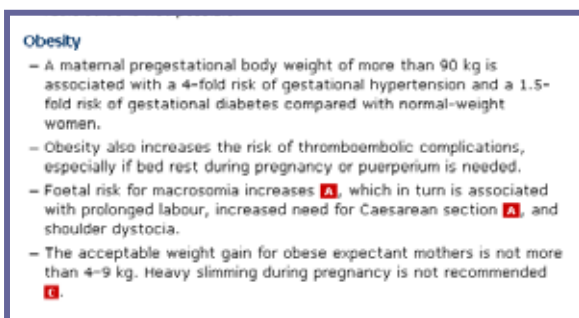 Obesity
– A maternal pregestational body weight of more than 90 kg is
associated with a 4-fold risk of gestational hypertension and a 1.5-
fold risk of gestational diabetes compared with normal-weight
women.
– Obesity also increases the risk of thromboembolic complications,
especially if bed rest during pregnancy or puerperium is needed.
– Foetal risk for macrosomia increases A, which in turn is associated
with prolonged labour, increased need for Caesarean section A, and
shoulder dystocia.
– The acceptable weight gain for obese expectant mothers is not more
than 4–9 kg. Heavy slimming during pregnancy is not recommended
C.